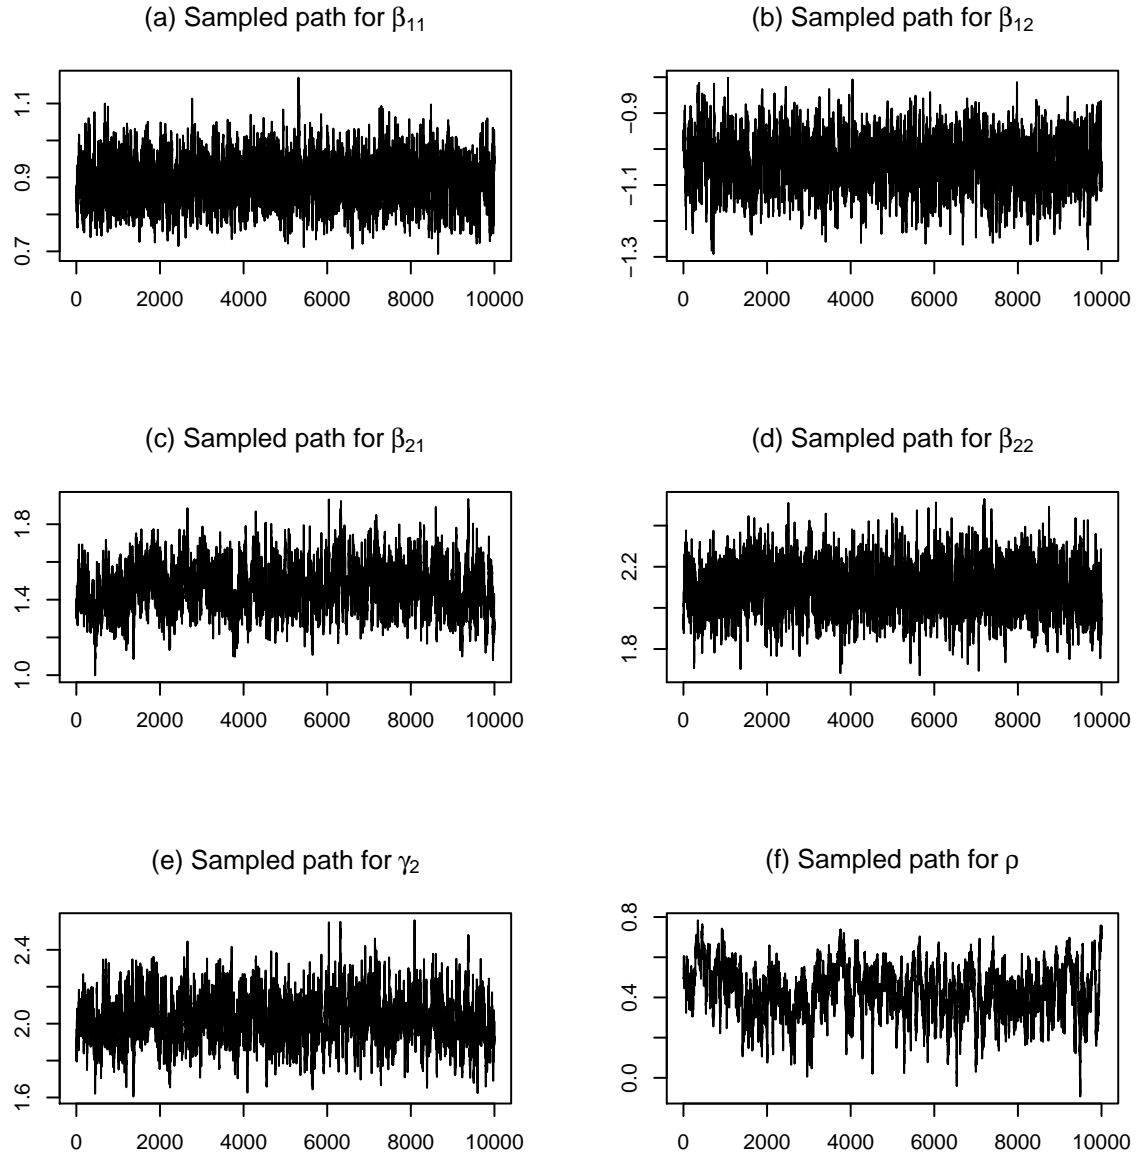 (a) Sampled path for β₁₁
1.1
0.9
0.7
0 2000 4000 6000 8000 10000
(b) Sampled path for β₁₂
−0.9
−1.1
−1.3
0 2000 4000 6000 8000 10000
(c) Sampled path for β₂₁
1.8
1.4
1.0
0 2000 4000 6000 8000 10000
(d) Sampled path for β₂₂
2.2
1.8
0 2000 4000 6000 8000 10000
(e) Sampled path for γ₂
2.4
2.0
1.6
0 2000 4000 6000 8000 10000
(f) Sampled path for ρ
0.8
0.4
0.0
0 2000 4000 6000 8000 10000